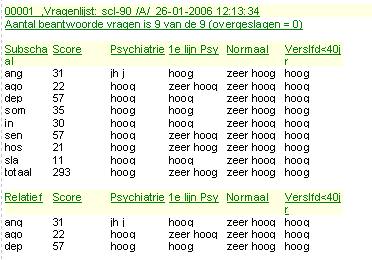 00001 ,Vragenlijst: scl-90 /A/ 26-01-2006 12:13:34
Aantal beantwoorde vragen is 9 van de 9 (overgeslagen = 0)
Subschaal Score Psychiatrie 1e lijn Psy Normaal Verslfd<40jr
ang 31 jh j hoog zeer hoog hoog
ago 22 hoog zeer hoog zeer hoog hoog
dep 57 hoog hoog zeer hoog hoog
som 35 hoog hoog zeer hoog hoog
in 30 hoog hoog zeer hoog hoog
sen 57 hoog zeer hoog zeer hoog hoog
hos 21 hoog zeer hoog zeer hoog hoog
sla 11 hoog hoog zeer hoog hoog
totaal 293 hoog zeer hoog zeer hoog hoog
Relatief Score Psychiatrie 1e lijn Psy Normaal Verslfd<40jr
ang 31 jh j hoog zeer hoog hoog
ago 22 hoog zeer hoog zeer hoog hoog
dep 57 hoog hoog zeer hoog hoog